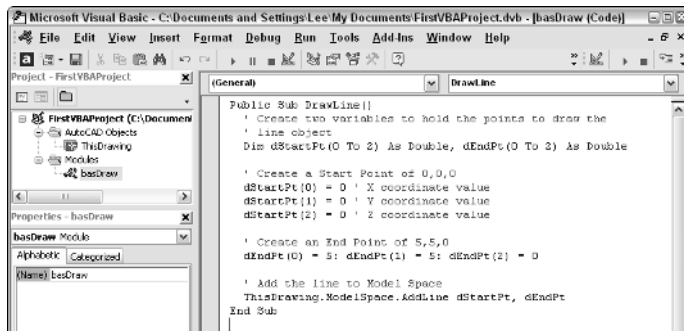 Microsoft Visual Basic - C:\Documents and Settings\Lee\My Documents\FirstVBAProject.dvb - [basDraw (Code)]
File Edit View Insert Format Debug Run Tools Add-Ins Window Help
Project - FirstVBAProject
FirstVBAProject (C:\Documen
AutoCAD Objects
ThisDrawing
Modules
basDraw
Properties - basDraw
basDraw Module
Alphabetic Categorized
(Name) basDraw
(General) DrawLine
Public Sub DrawLine()
' Create two variables to hold the points to draw the
' line object
Dim dStartPt(0 To 2) As Double, dEndPt(0 To 2) As Double
' Create a Start Point of 0,0,0
dStartPt(0) = 0 ' X coordinate value
dStartPt(1) = 0 ' Y coordinate value
dStartPt(2) = 0 ' Z coordinate value
' Create an End Point of 5,5,0
dEndPt(0) = 5: dEndPt(1) = 5: dEndPt(2) = 0
' Add the line to Model Space
ThisDrawing.ModelSpace.AddLine dStartPt, dEndPt
End Sub